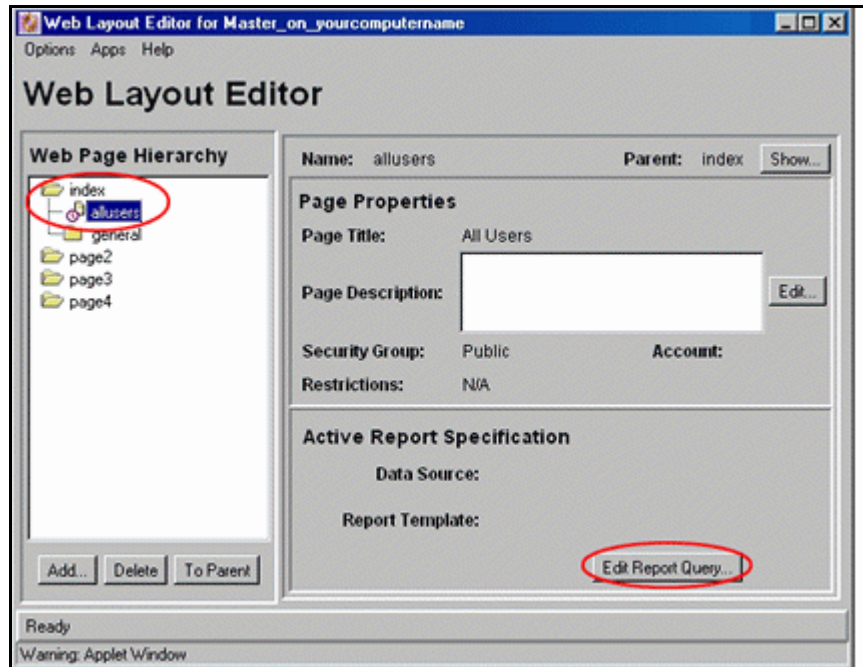 Web Layout Editor for Master_on_yourcomputername
Options Apps Help
Web Layout Editor
Web Page Hierarchy
index
allusers
general
page2
page3
page4
Add... Delete To Parent
Name: allusers Parent: index Show...
Page Properties
Page Title: All Users
Page Description: Edit...
Security Group: Public Account:
Restrictions: N/A
Active Report Specification
Data Source:
Report Template:
Edit Report Query...
Ready
Warning: Applet Window